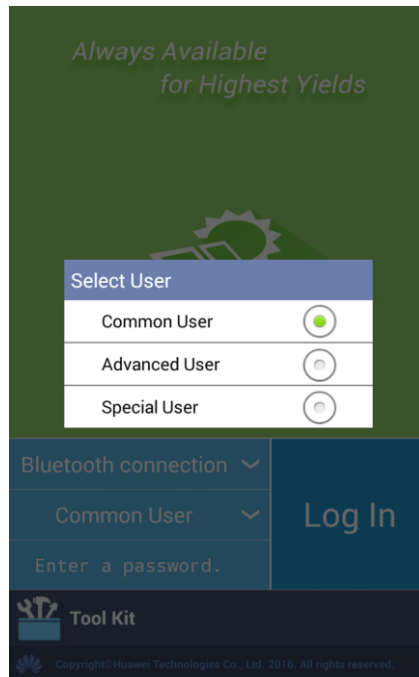 Always Available
for Highest Yields
Select User
Common User
Advanced User
Special User
Bluetooth connection
Common User
Log In
Enter a password.
Tool Kit
Copyright©Huawei Technologies Co., Ltd. 2016. All rights reserved.